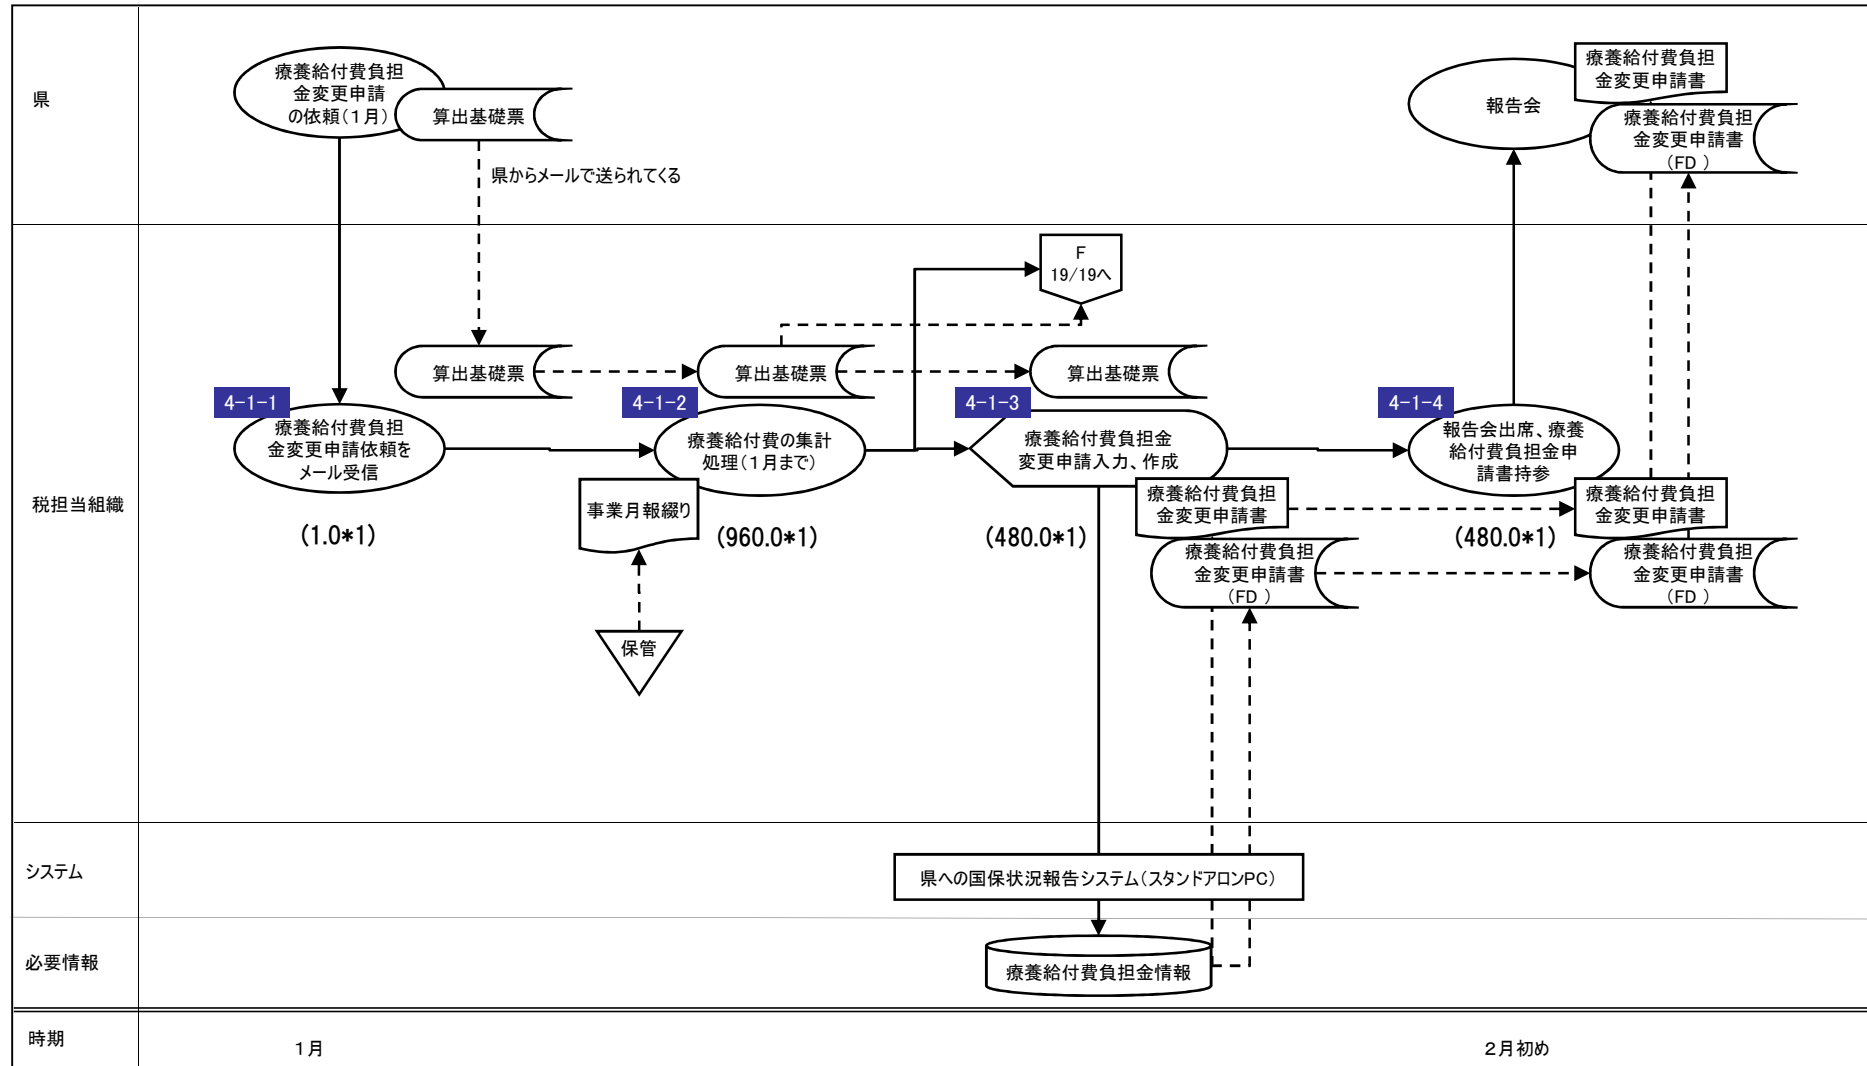 県
療養給付費負担
金変更申請
の依頼(1月)
算出基礎票
県からメールで送られてくる
報告会
療養給付費負担
金変更申請書
療養給付費負担
金変更申請書
(FD )
税担当組織
F
19/19へ
算出基礎票
算出基礎票
算出基礎票
4-1-1
療養給付費負担
金変更申請依頼を
メール受信
(1.0*1)
4-1-2
療養給付費の集計
処理(1月まで)
事業月報綴り
(960.0*1)
保管
4-1-3
療養給付費負担金
変更申請入力、作成
(480.0*1)
療養給付費負担
金変更申請書
療養給付費負担
金変更申請書
(FD )
4-1-4
報告会出席、療養
給付費負担金申
請書持参
(480.0*1)
療養給付費負担
金変更申請書
療養給付費負担
金変更申請書
(FD )
システム
県への国保状況報告システム(スタンドアロンPC)
必要情報
療養給付費負担金情報
時期
1月
2月初め